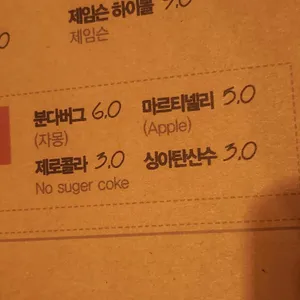 제임슨 하이볼
제임슨
분다버그 6.0 마르티넬리 5.0
(자몽) (Apple)
제로콜라 3.0 싱아탄산수 3.0
No suger coke